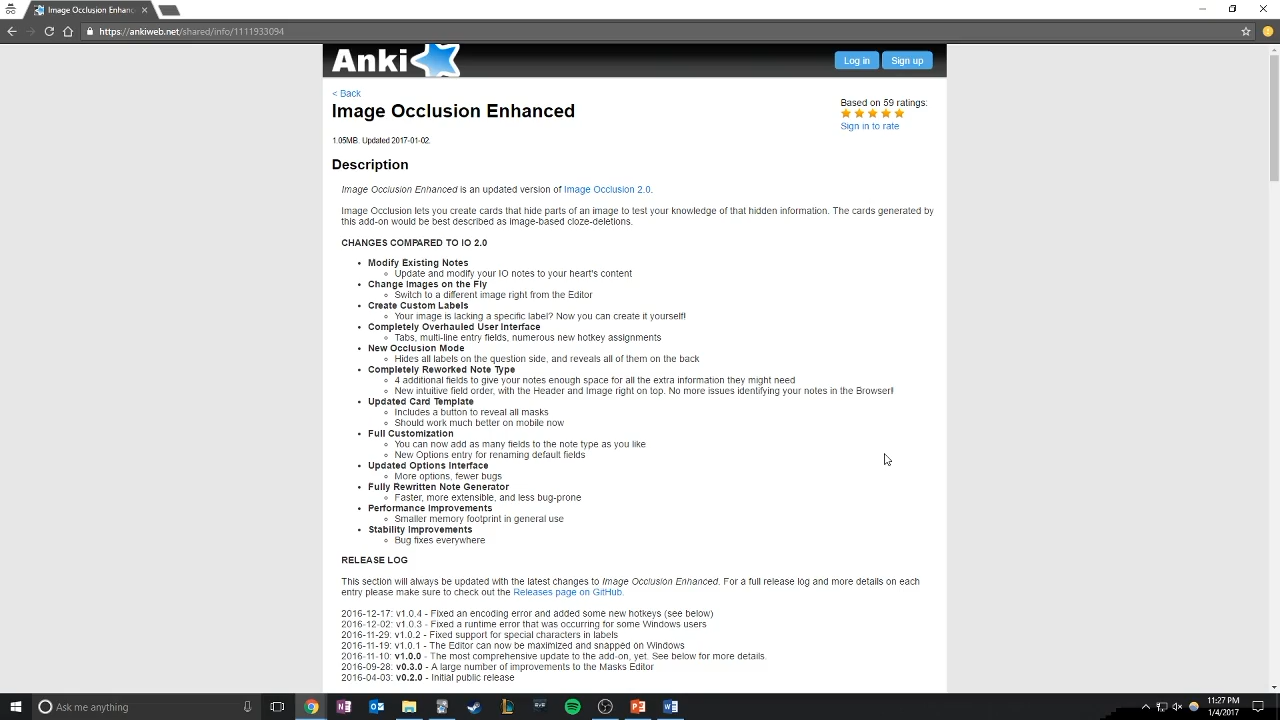 Image Occlusion Enhanc
https://ankiweb.net/shared/info/1111933094
Anki
Log in
Sign up
< Back
Image Occlusion Enhanced
Based on 59 ratings:
Sign in to rate
1.05MB. Updated 2017-01-02.
Description
Image Occlusion Enhanced is an updated version of Image Occlusion 2.0.
Image Occlusion lets you create cards that hide parts of an image to test your knowledge of that hidden information. The cards generated by
this add-on would be best described as image-based cloze-deletions.
CHANGES COMPARED TO IO 2.0
Modify Existing Notes
Update and modify your IO notes to your heart's content
Change Images on the Fly
Switch to a different image right from the Editor
Create Custom Labels
Your image is lacking a specific label? Now you can create it yourself!
Completely Overhauled User Interface
Tabs, multi-line entry fields, numerous new hotkey assignments
New Occlusion Mode
Hides all labels on the question side, and reveals all of them on the back
Completely Reworked Note Type
4 additional fields to give your notes enough space for all the extra information they might need
New intuitive field order, with the Header and Image right on top. No more issues identifying your notes in the Browser!
Updated Card Template
Includes a button to reveal all masks
Should work much better on mobile now
Full Customization
You can now add as many fields to the note type as you like
New Options entry for renaming default fields
Updated Options Interface
More options, fewer bugs
Fully Rewritten Note Generator
Faster, more extensible, and less bug-prone
Performance Improvements
Smaller memory footprint in general use
Stability Improvements
Bug fixes everywhere
RELEASE LOG
This section will always be updated with the latest changes to Image Occlusion Enhanced. For a full release log and more details on each
entry please make sure to check out the Releases page on GitHub.
2016-12-17: v1.0.4 - Fixed an encoding error and added some new hotkeys (see below)
2016-12-02: v1.0.3 - Fixed a runtime error that was occurring for some Windows users
2016-11-29: v1.0.2 - Fixed support for special characters in labels
2016-11-19: v1.0.1 - The Editor can now be maximized and snapped on Windows
2016-11-10: v1.0.0 - The most comprehensive update to the add-on, yet. See below for more details.
2016-09-28: v0.3.0 - A large number of improvements to the Masks Editor
2016-04-03: v0.2.0 - Initial public release
Ask me anything
11:27 PM
1/4/2017